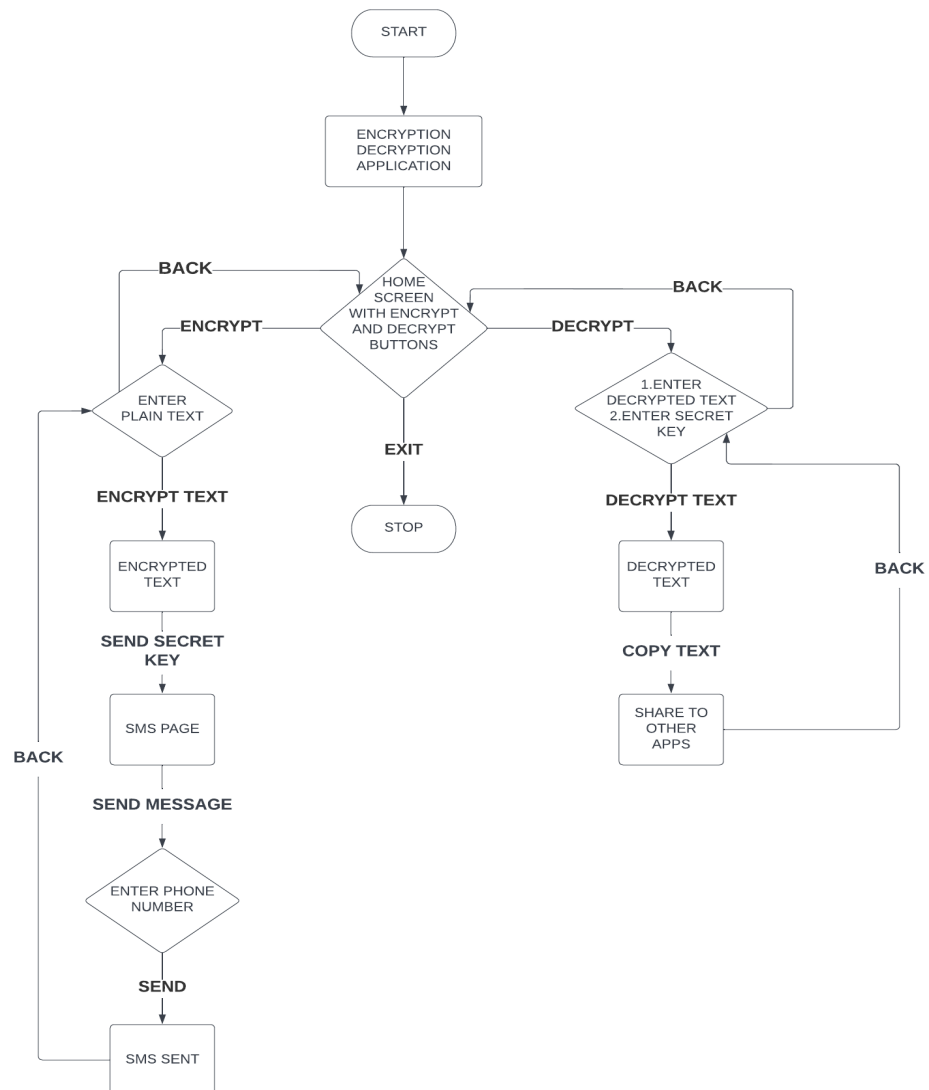 START
ENCRYPTION
DECRYPTION
APPLICATION
BACK
HOME
SCREEN
WITH ENCRYPT
AND DECRYPT
BUTTONS
BACK
ENCRYPT
DECRYPT
ENTER
PLAIN TEXT
1.ENTER
DECRYPTED TEXT
2.ENTER SECRET
KEY
EXIT
ENCRYPT TEXT
DECRYPT TEXT
STOP
ENCRYPTED
TEXT
DECRYPTED
TEXT
BACK
SEND SECRET
KEY
COPY TEXT
SMS PAGE
SHARE TO
OTHER
APPS
BACK
SEND MESSAGE
ENTER PHONE
NUMBER
SEND
SMS SENT